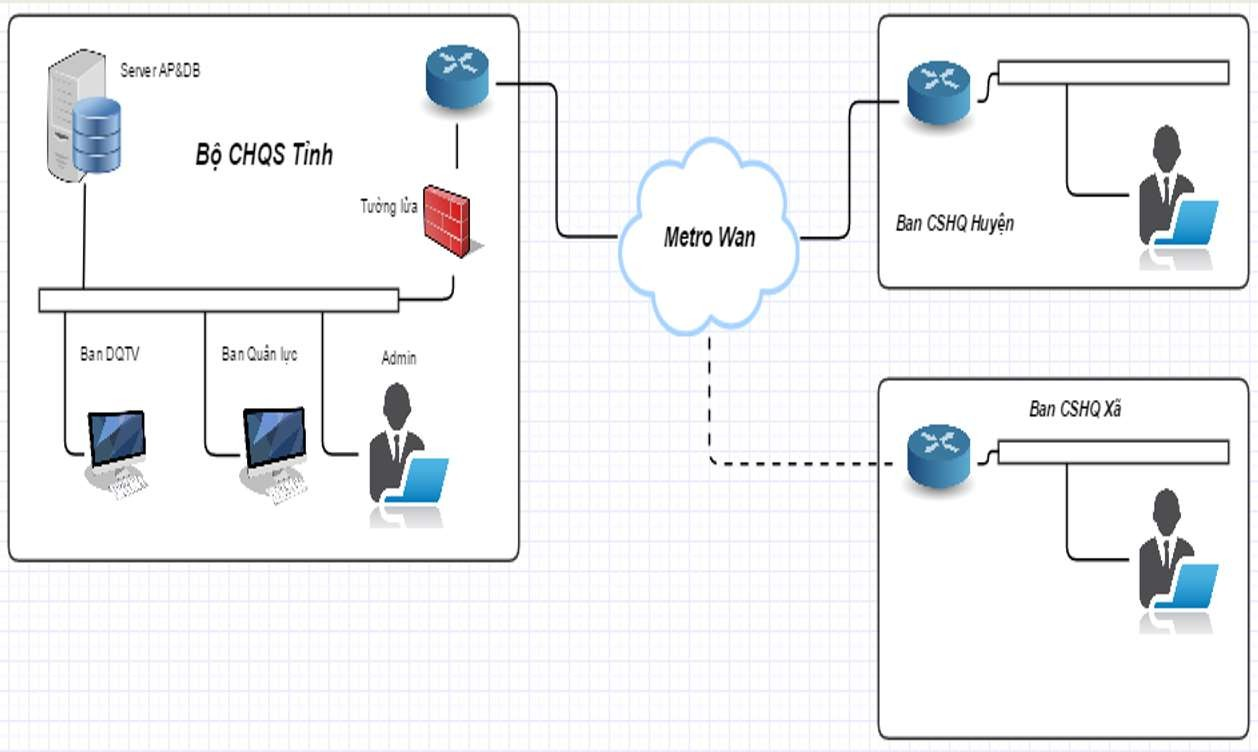 Server AP&DB
Bộ CHQS Tỉnh
Tường lửa
Ban DQTV
Ban Quân lực
Admin
Metro Wan
Ban CSHQ Huyện
Ban CSHQ Xã